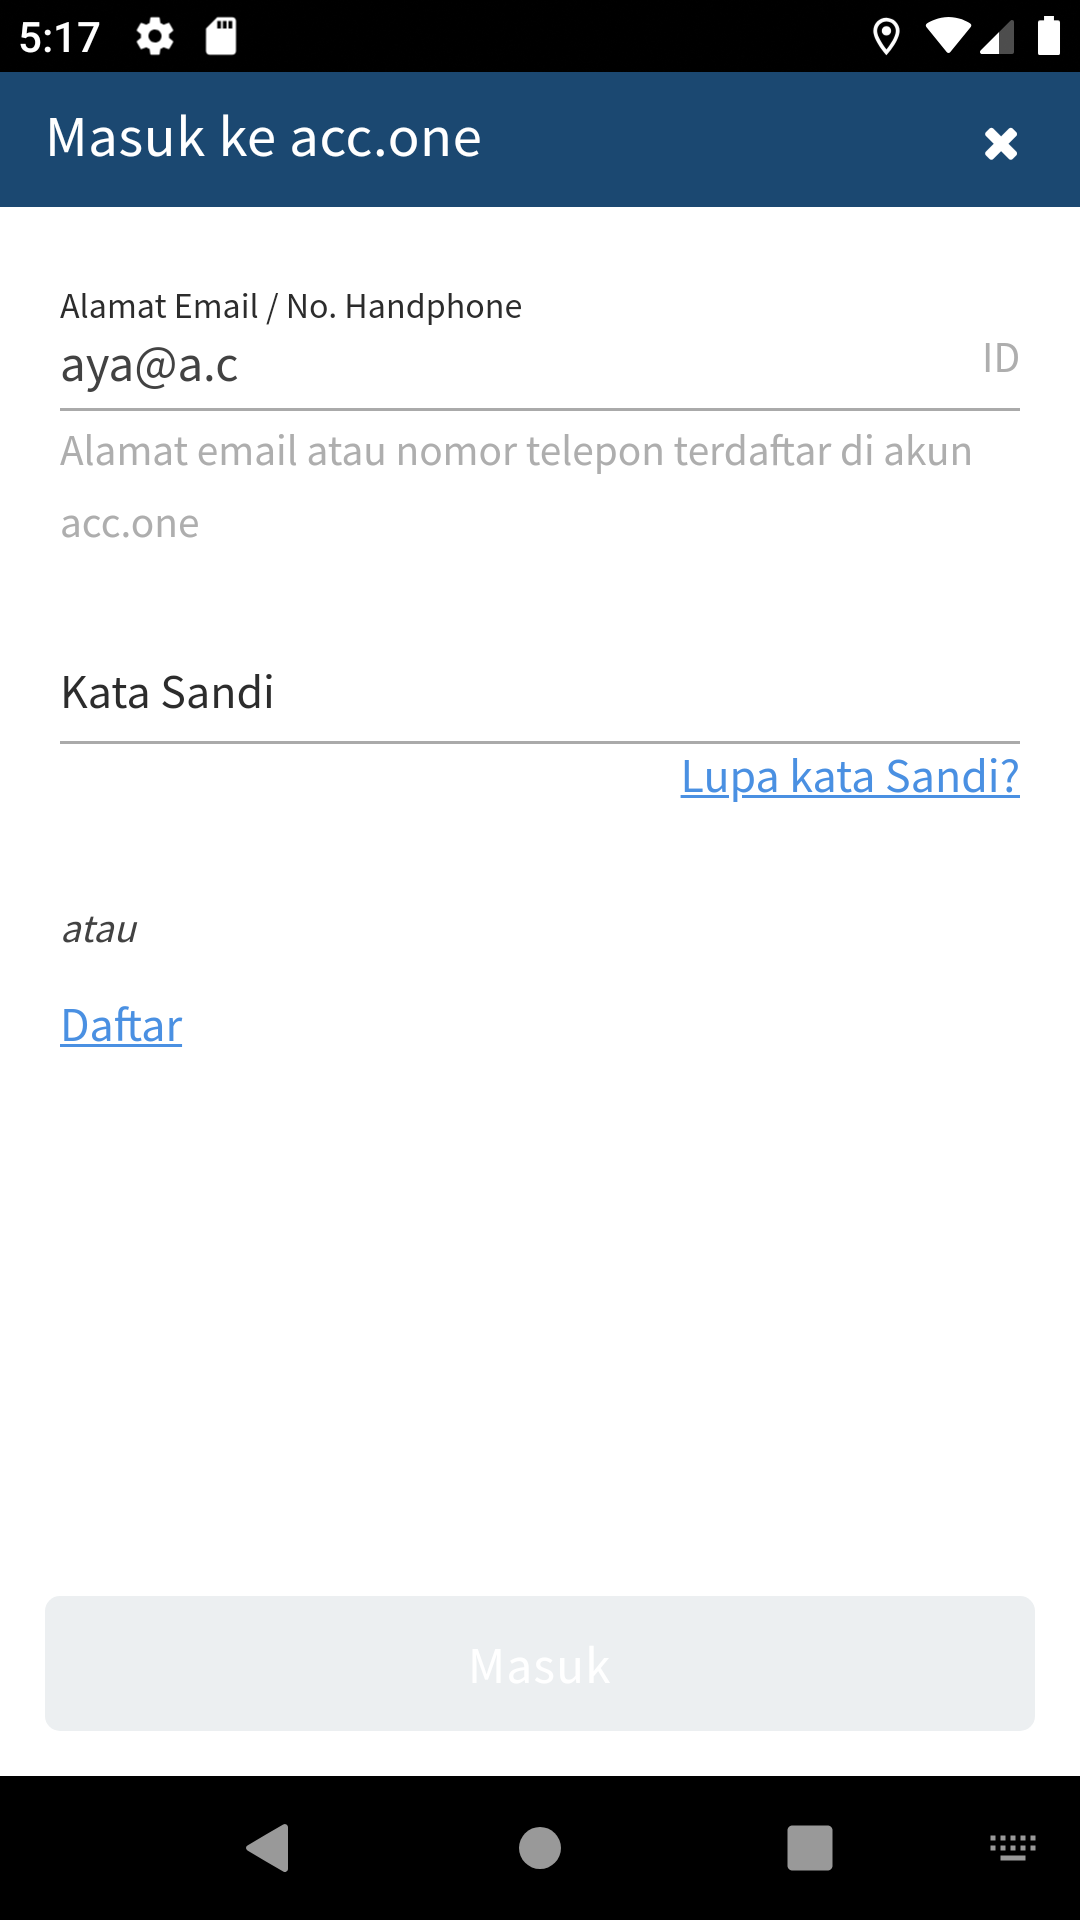 5:17
Masuk ke acc.one
Alamat Email / No. Handphone
aya@a.c
ID
Alamat email atau nomor telepon terdaftar di akun
acc.one
Kata Sandi
Lupa kata Sandi?
atau
Daftar
Masuk